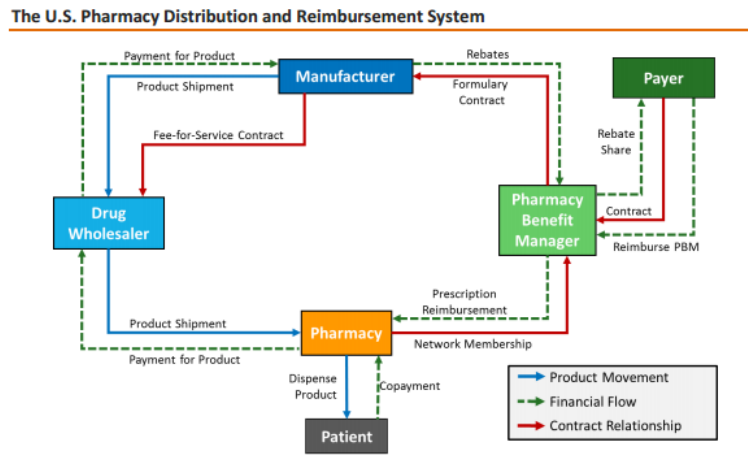 The U.S. Pharmacy Distribution and Reimbursement System
Payment for Product
Product Shipment
Manufacturer
Rebates
Formulary
Contract
Payer
Fee-for-Service Contract
Rebate
Share
Drug
Wholesaler
Pharmacy
Benefit
Manager
Contract
Reimburse PBM
Prescription
Reimbursement
Product Shipment
Pharmacy
Network Membership
Payment for Product
Dispense
Product
Copayment
Patient
Product Movement
Financial Flow
Contract Relationship